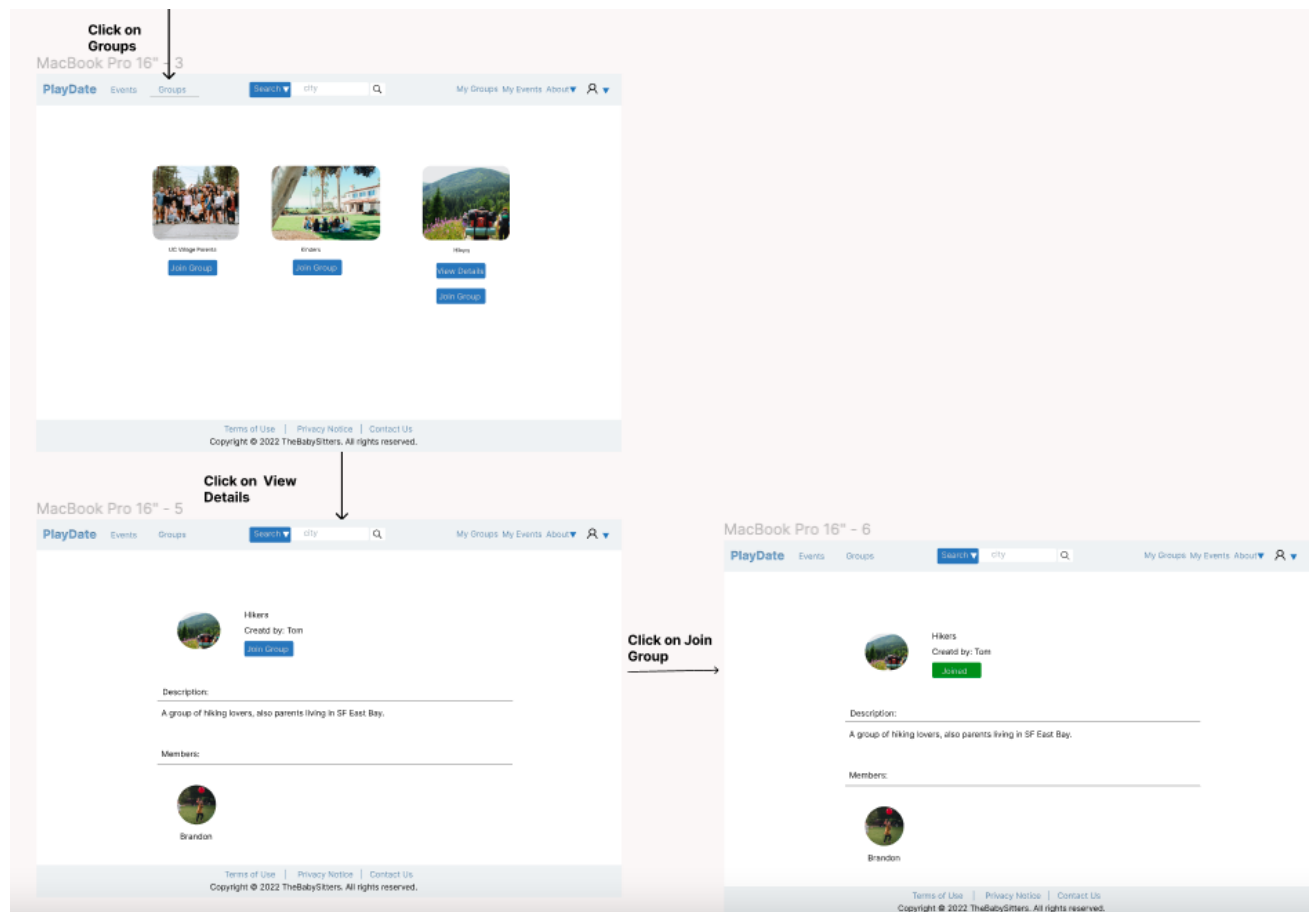 Click on
Groups
MacBook Pro 16" - 3
PlayDate Events Groups Search ▼ city My Groups My Events About▼
UC Village Parents Kinders Hikers
Join Group Join Group View Details
Join Group
Terms of Use | Privacy Notice | Contact Us
Copyright © 2022 TheBabySitters. All rights reserved.
Click on View
Details
MacBook Pro 16" - 5
PlayDate Events Groups Search ▼ city My Groups My Events About▼
Hikers
Creatd by: Tom
Join Group
Description:
A group of hiking lovers, also parents living in SF East Bay.
Members:
Brandon
Terms of Use | Privacy Notice | Contact Us
Copyright © 2022 TheBabySitters. All rights reserved.
Click on Join
Group
MacBook Pro 16" - 6
PlayDate Events Groups Search ▼ city My Groups My Events About▼
Hikers
Creatd by: Tom
Joined
Description:
A group of hiking lovers, also parents living in SF East Bay.
Members:
Brandon
Terms of Use | Privacy Notice | Contact Us
Copyright © 2022 TheBabySitters. All rights reserved.